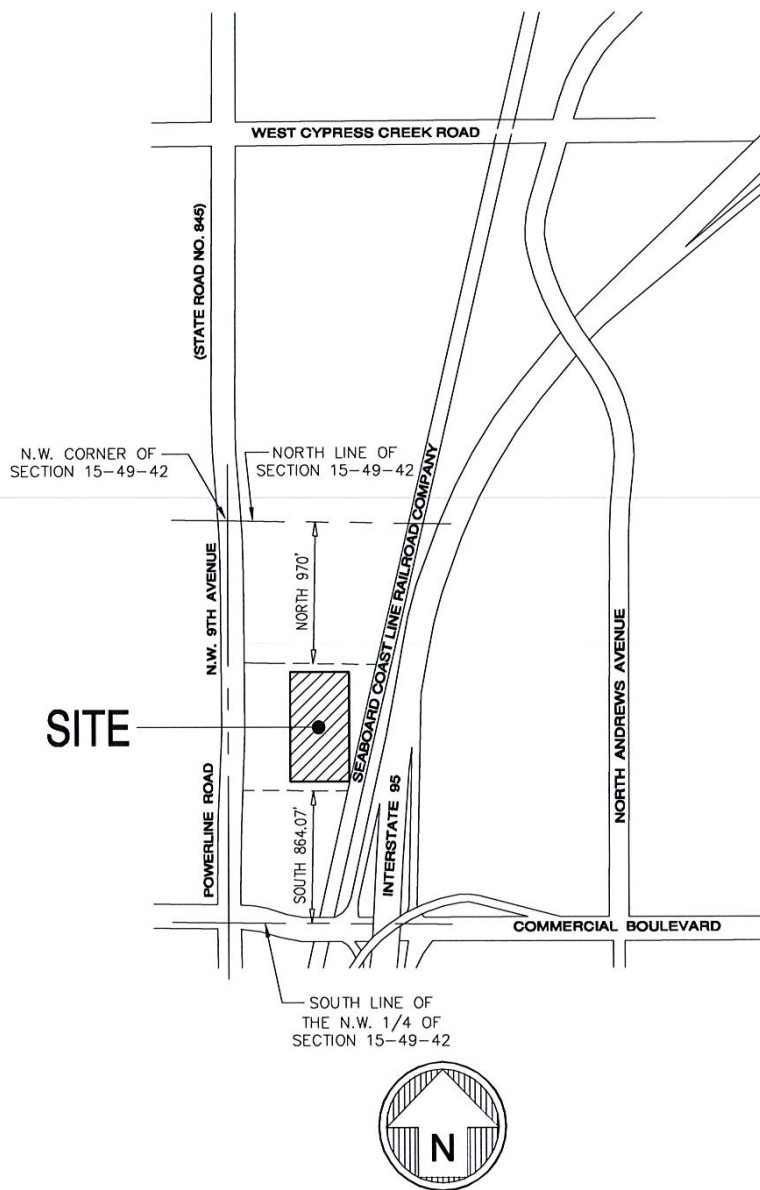 WEST CYPRESS CREEK ROAD
(STATE ROAD NO. 845)
N.W. CORNER OF
SECTION 15-49-42
NORTH LINE OF
SECTION 15-49-42
SEABOARD COAST LINE RAILROAD COMPANY
N.W. 9TH AVENUE
NORTH 970'
SITE
POWERLINE ROAD
SOUTH 864.07'
INTERSTATE 95
NORTH ANDREWS AVENUE
COMMERCIAL BOULEVARD
SOUTH LINE OF
THE N.W. 1/4 OF
SECTION 15-49-42
N